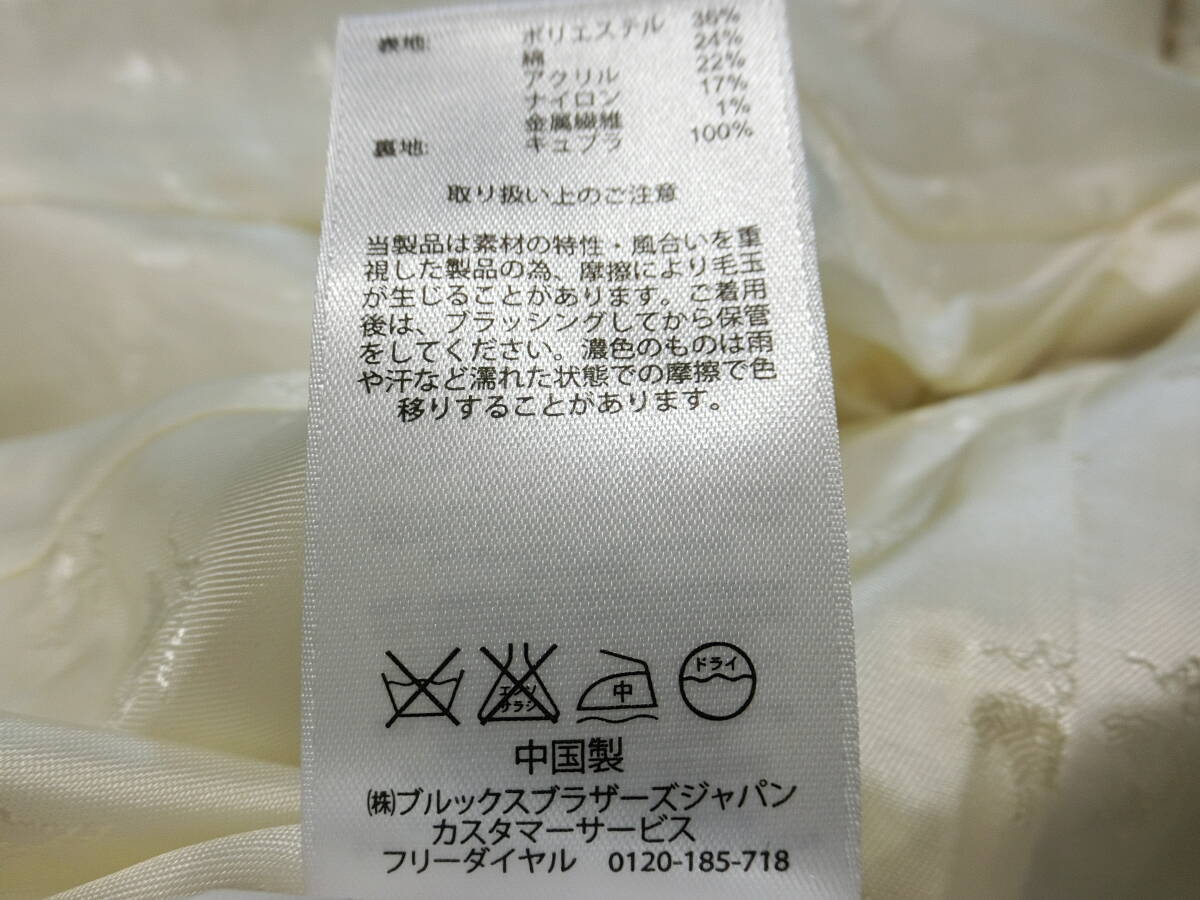 表地: ポリエステル 36%
綿 24%
アクリル 22%
ナイロン 17%
金属繊維 1%
裏地: キュプラ 100%
取り扱い上のご注意
当製品は素材の特性・風合いを重
視した製品の為、摩擦により毛玉
が生じることがあります。ご着用
後は、ブラッシングしてから保管
をしてください。濃色のものは雨
や汗など濡れた状態での摩擦で色
移りすることがあります。
エンソ
サラシ
中
ドライ
中国製
㈱ブルックスブラザーズジャパン
カスタマーサービス
フリーダイヤル 0120-185-718